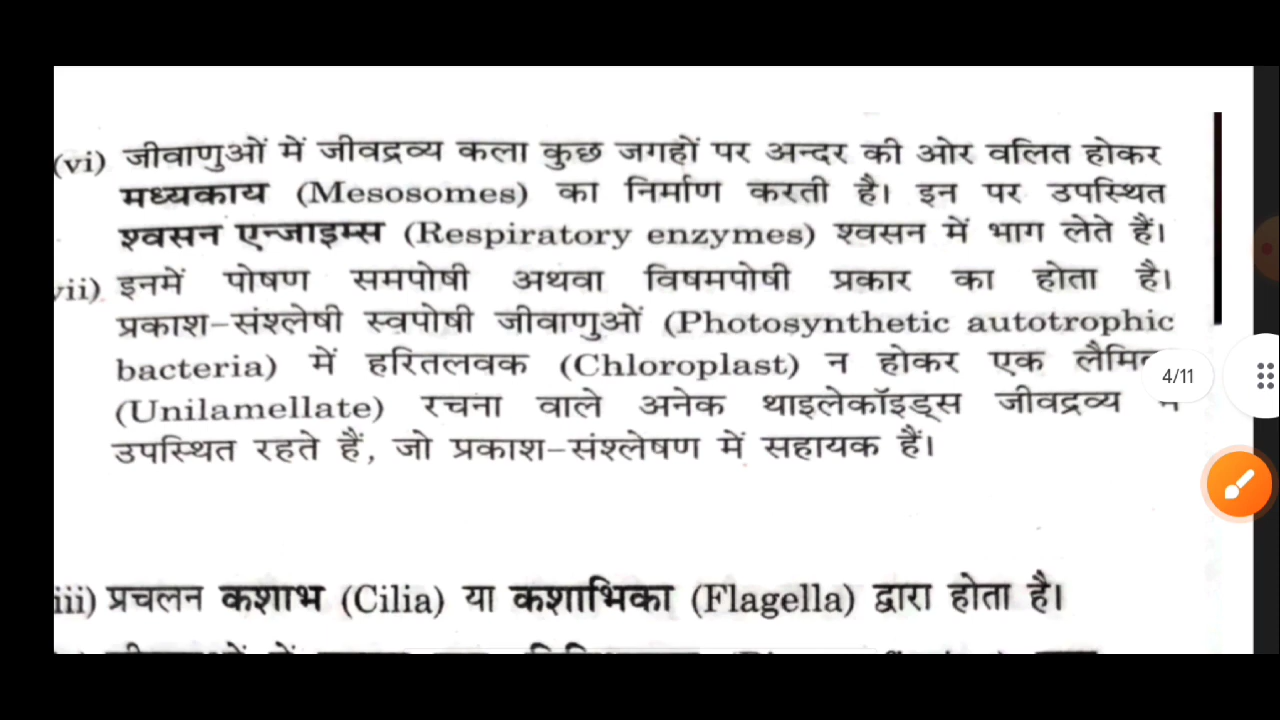 (vi) जीवाणुओं में जीवद्रव्य कला कुछ जगहों पर अन्दर की ओर वलित होकर
मध्यकाय (Mesosomes) का निर्माण करती है। इन पर उपस्थित
श्वसन एन्जाइम्स (Respiratory enzymes) श्वसन में भाग लेते हैं।
vii) इनमें पोषण समपोषी अथवा विषमपोषी प्रकार का होता है।
प्रकाश-संश्लेषी स्वपोषी जीवाणुओं (Photosynthetic autotrophic
bacteria) में हरितलवक (Chloroplast) न होकर एक
(Unilamellate) रचना वाले अनेक थाइलेकॉइड्स जीवद्रव्य
उपस्थित रहते हैं, जो प्रकाश-संश्लेषण में सहायक हैं।
4/11
iii) प्रचलन कशाभ (Cilia) या कशाभिका (Flagella) द्वारा होता है।